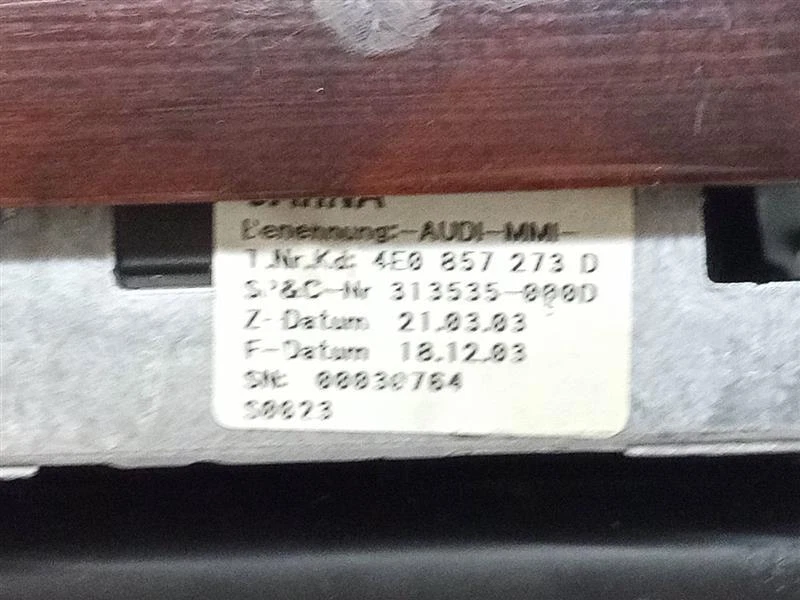 Benennung:-AUDI-MMI-
T.Nr.Kd: 4E0 857 273 D
S.*&C-Nr 313535-000D
Z-Datum 21.03.03
F-Datum 18.12.03
SN:
S0023